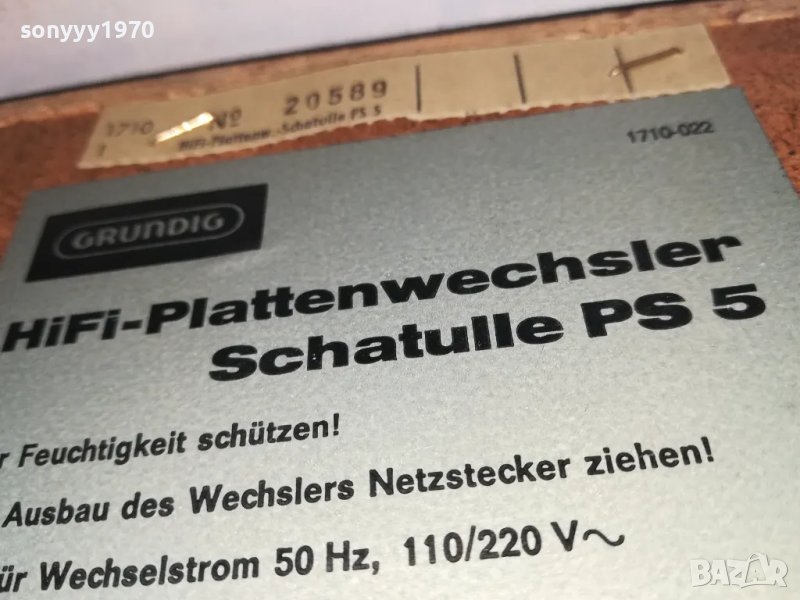 sonyyy1970
1710 № 20589
HiFi-Plattenw.-Schatulle PS 5
1710-022
GRUNDIG
HiFi-Plattenwechsler
Schatulle PS 5
r Feuchtigkeit schützen!
Ausbau des Wechslers Netzstecker ziehen!
ür Wechselstrom 50 Hz, 110/220 V~
BAZAR